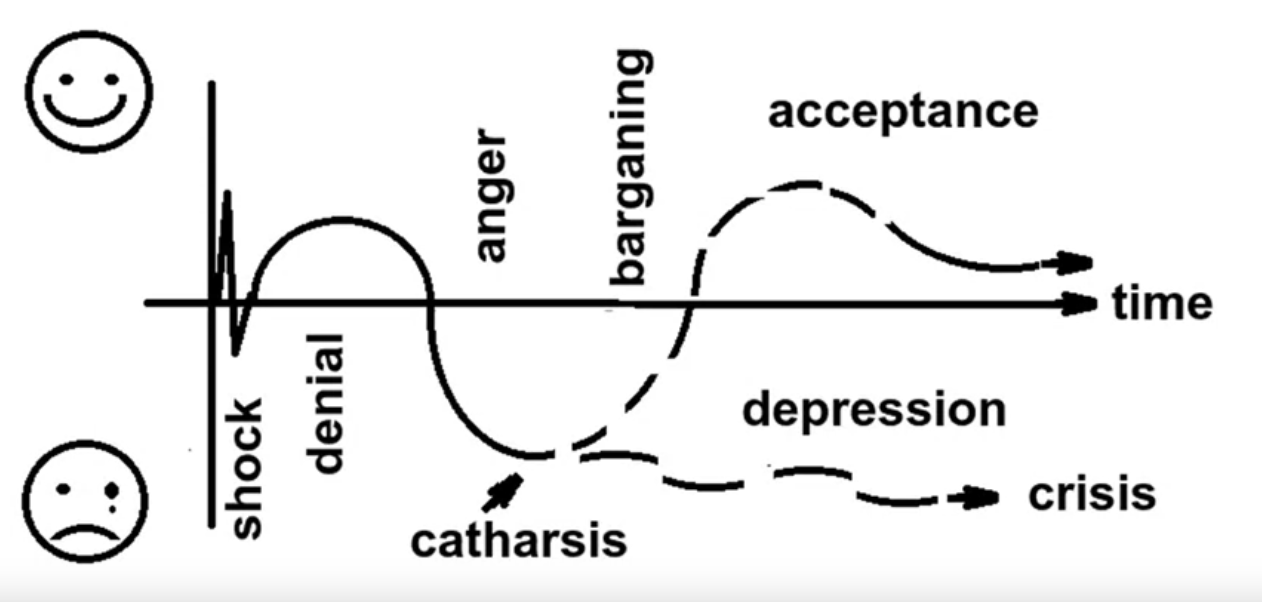 shock
denial
anger
barganing
acceptance
time
depression
crisis
catharsis